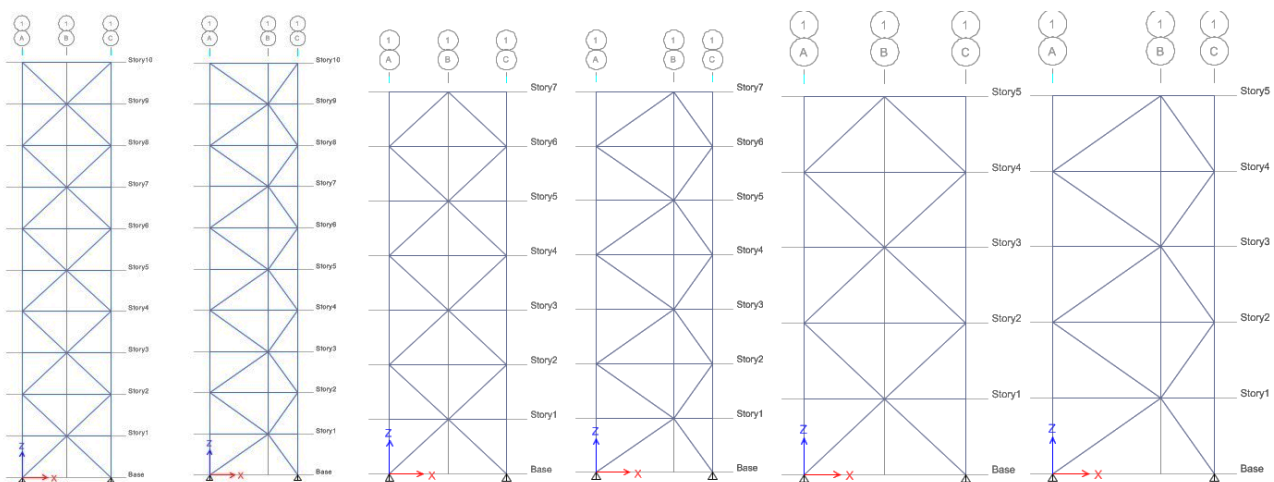 1 1 1
A B C
Story10
Story9
Story8
Story7
Story6
Story5
Story4
Story3
Story2
Story1
Z
X
Base
1 1 1
A B C
Story10
Story9
Story8
Story7
Story6
Story5
Story4
Story3
Story2
Story1
Z
X
Base
1 1 1
A B C
Story7
Story6
Story5
Story4
Story3
Story2
Story1
Z
X
Base
1 1 1
A B C
Story7
Story6
Story5
Story4
Story3
Story2
Story1
Z
X
Base
1 1 1
A B C
Story5
Story4
Story3
Story2
Story1
Z
X
Base
1 1 1
A B C
Story5
Story4
Story3
Story2
Story1
Z
X
Base